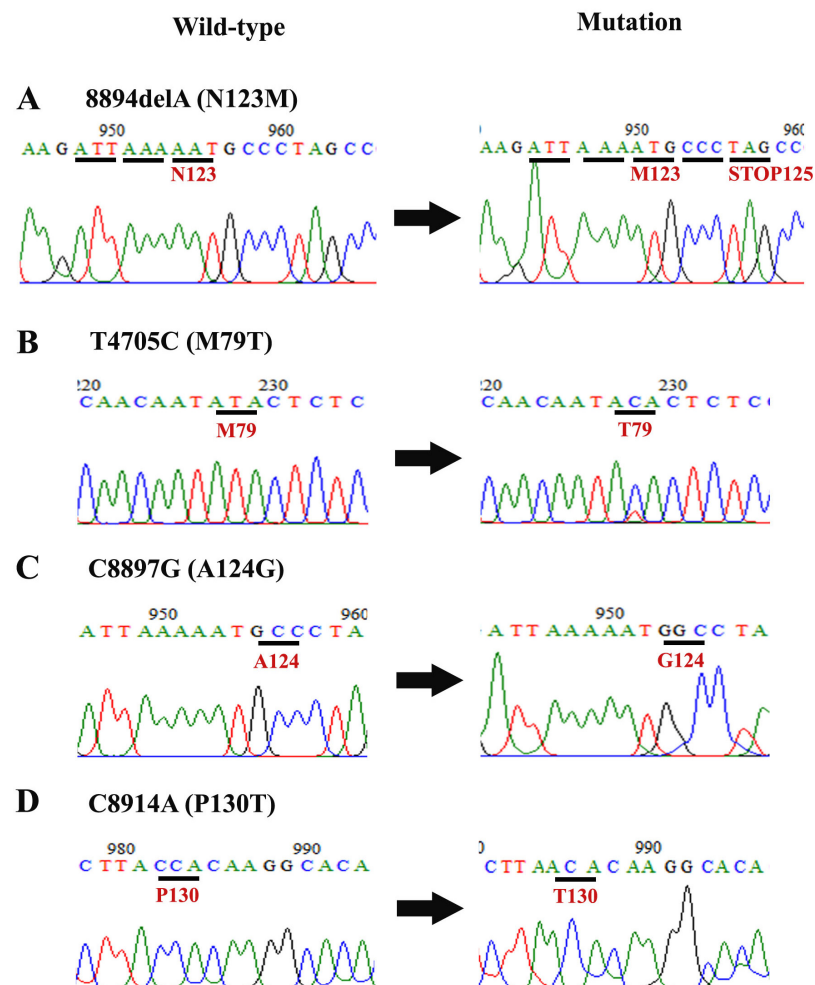 Wild-type Mutation
A 8894delA (N123M)
950 960 950 960
AAGATTAAAAATGCCCTAGCC AAGATTAAAATGCCCTAGCC
N123 M123 STOP125
B T4705C (M79T)
220 230 220 230
CAACAATATACTCTC CAACAATACACTCTC
M79 T79
C C8897G (A124G)
950 960 950
ATTAAAAATGCCCTA ATTAAAAATGGCCTA
A124 G124
D C8914A (P130T)
980 990 990
CTTACCACAAGGCACA CTTAACACAAGGCACA
P130 T130